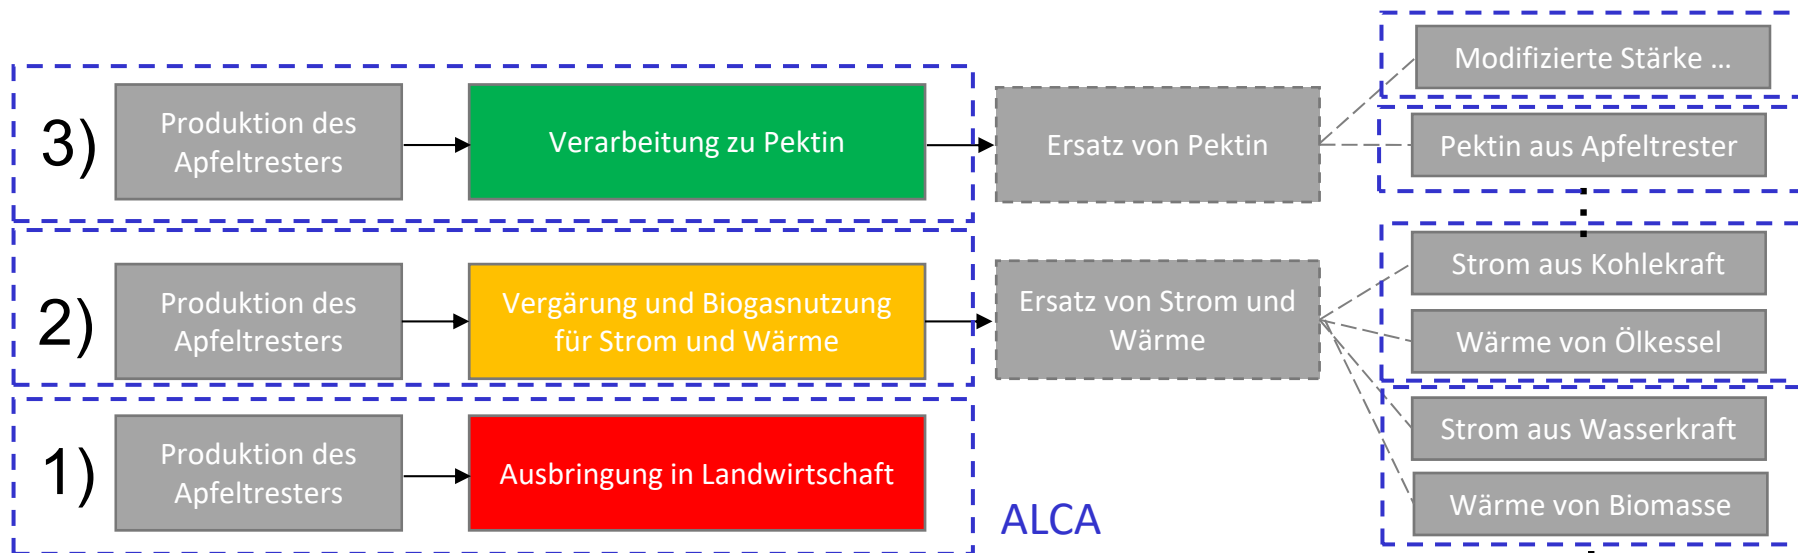 3)
Produktion des
Apfeltresters
Verarbeitung zu Pektin
Ersatz von Pektin
Modifizierte Stärke ...
Pektin aus Apfeltrester
2)
Produktion des
Apfeltresters
Vergärung und Biogasnutzung
für Strom und Wärme
Ersatz von Strom und
Wärme
Strom aus Kohlekraft
Wärme von Ölkessel
1)
Produktion des
Apfeltresters
Ausbringung in Landwirtschaft
ALCA
Strom aus Wasserkraft
Wärme von Biomasse